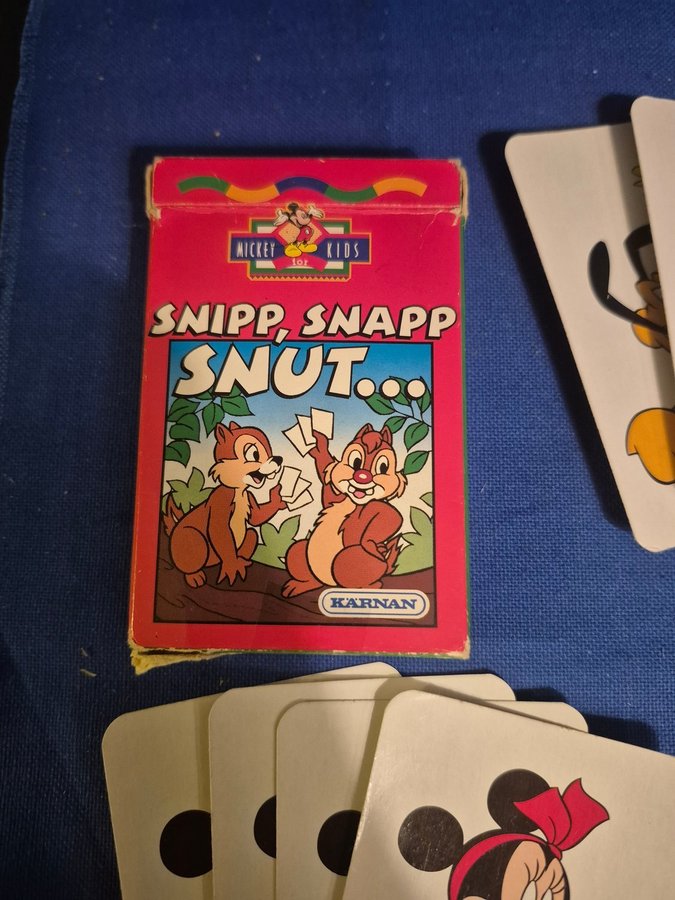 MICKEY for KIDS
SNIPP, SNAPP
SNUT...
KÄRNAN